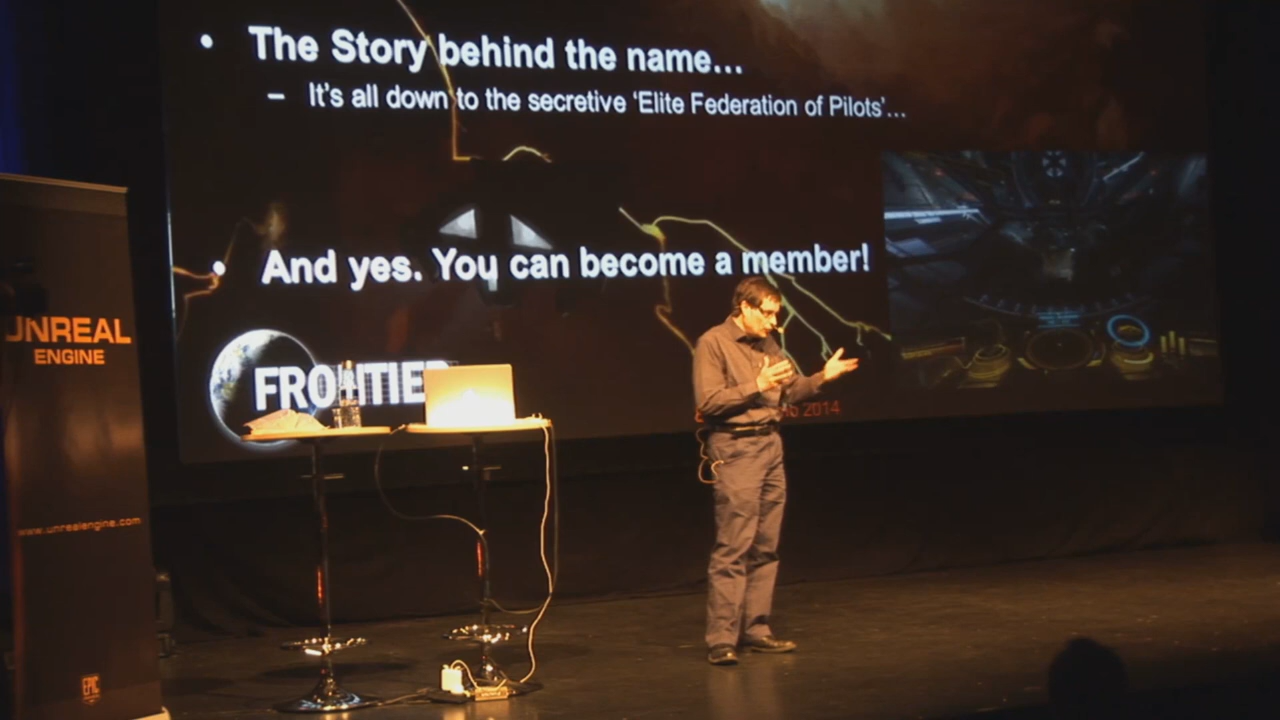 • The Story behind the name…
– It's all down to the secretive 'Elite Federation of Pilots'…
• And yes. You can become a member!
FRONTIER
2014
UNREAL
ENGINE
www.unrealengine.com
EPIC